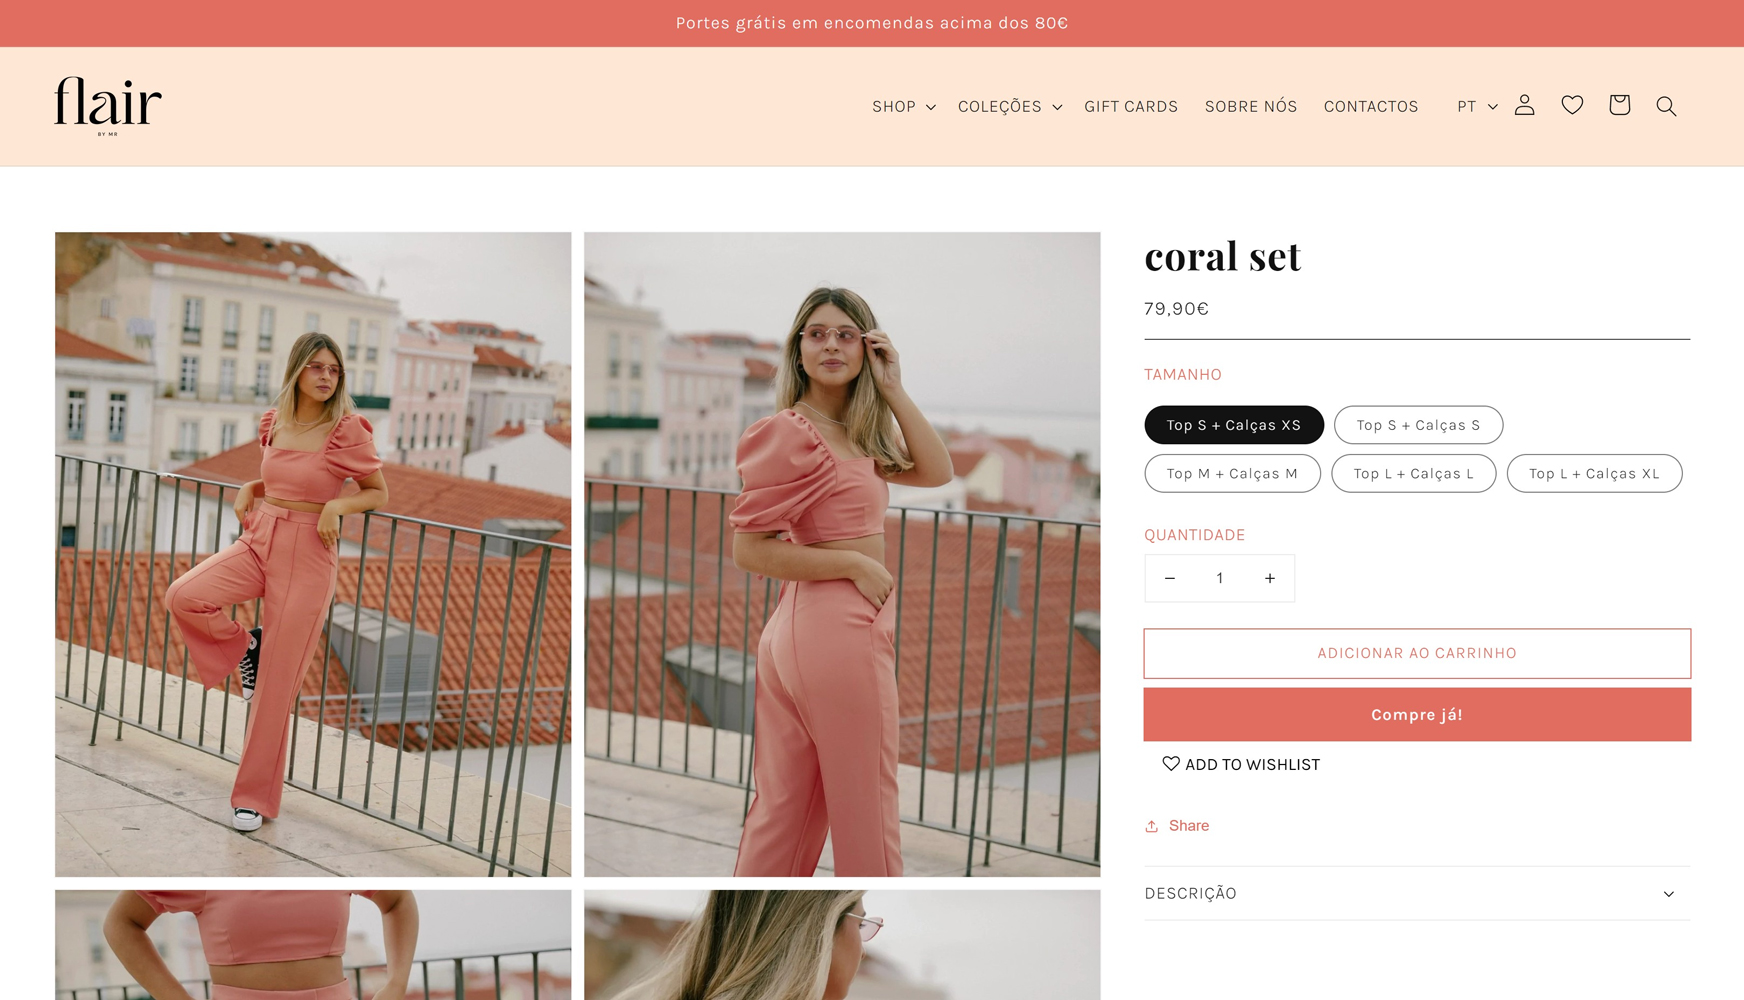 Portes grátis em encomendas acima dos 80€
flair
BY MR
SHOP COLEÇÕES GIFT CARDS SOBRE NÓS CONTACTOS PT
coral set
79,90€
TAMANHO
Top S + Calças XS Top S + Calças S
Top M + Calças M Top L + Calças L Top L + Calças XL
QUANTIDADE
− 1 +
ADICIONAR AO CARRINHO
Compre já!
ADD TO WISHLIST
Share
DESCRIÇÃO